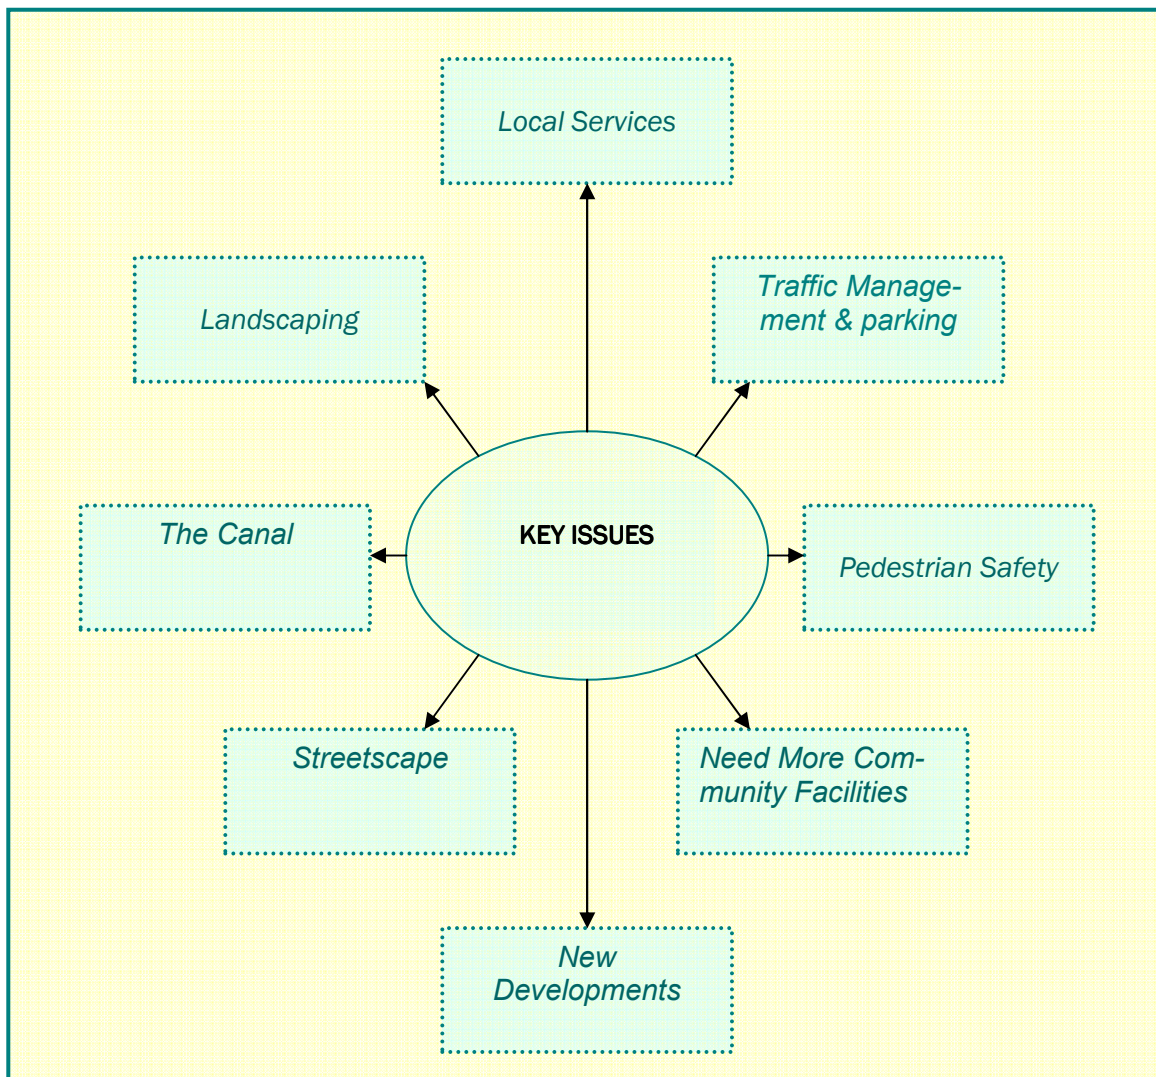 Local Services
Landscaping
Traffic Manage-
ment & parking
The Canal
KEY ISSUES
Pedestrian Safety
Streetscape
Need More Com-
munity Facilities
New
Developments